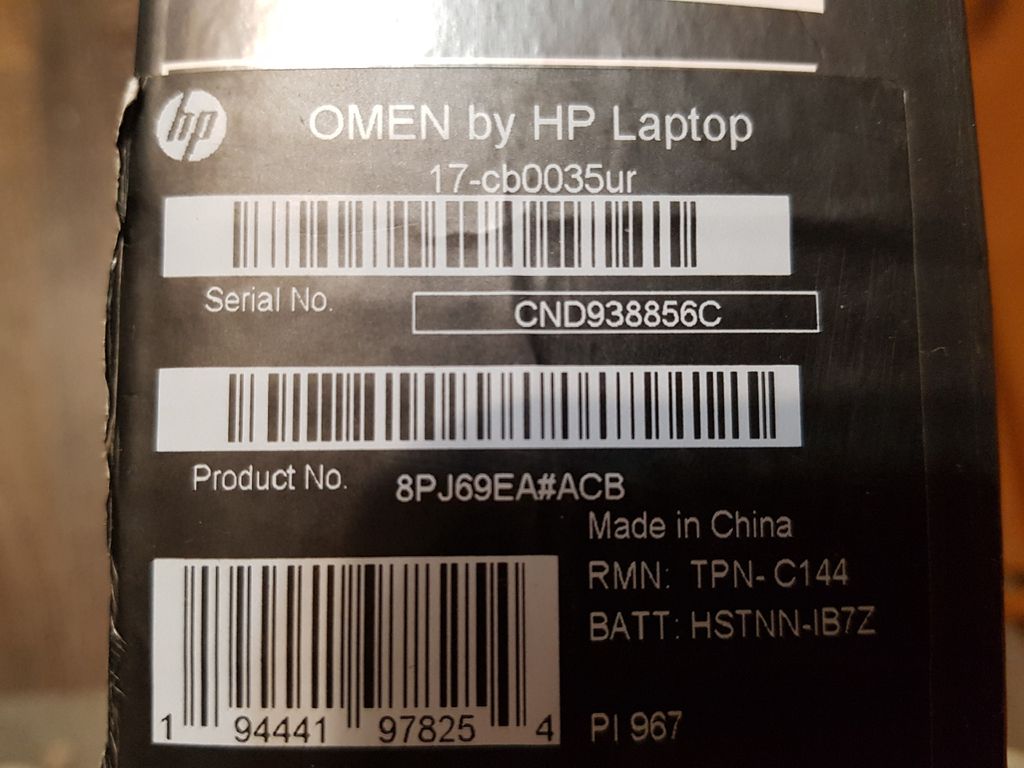 hp OMEN by HP Laptop
17-cb0035ur
Serial No. CND938856C
Product No. 8PJ69EA#ACB
Made in China
RMN: TPN- C144
BATT: HSTNN-IB7Z
1 94441 97825 4
PI 967